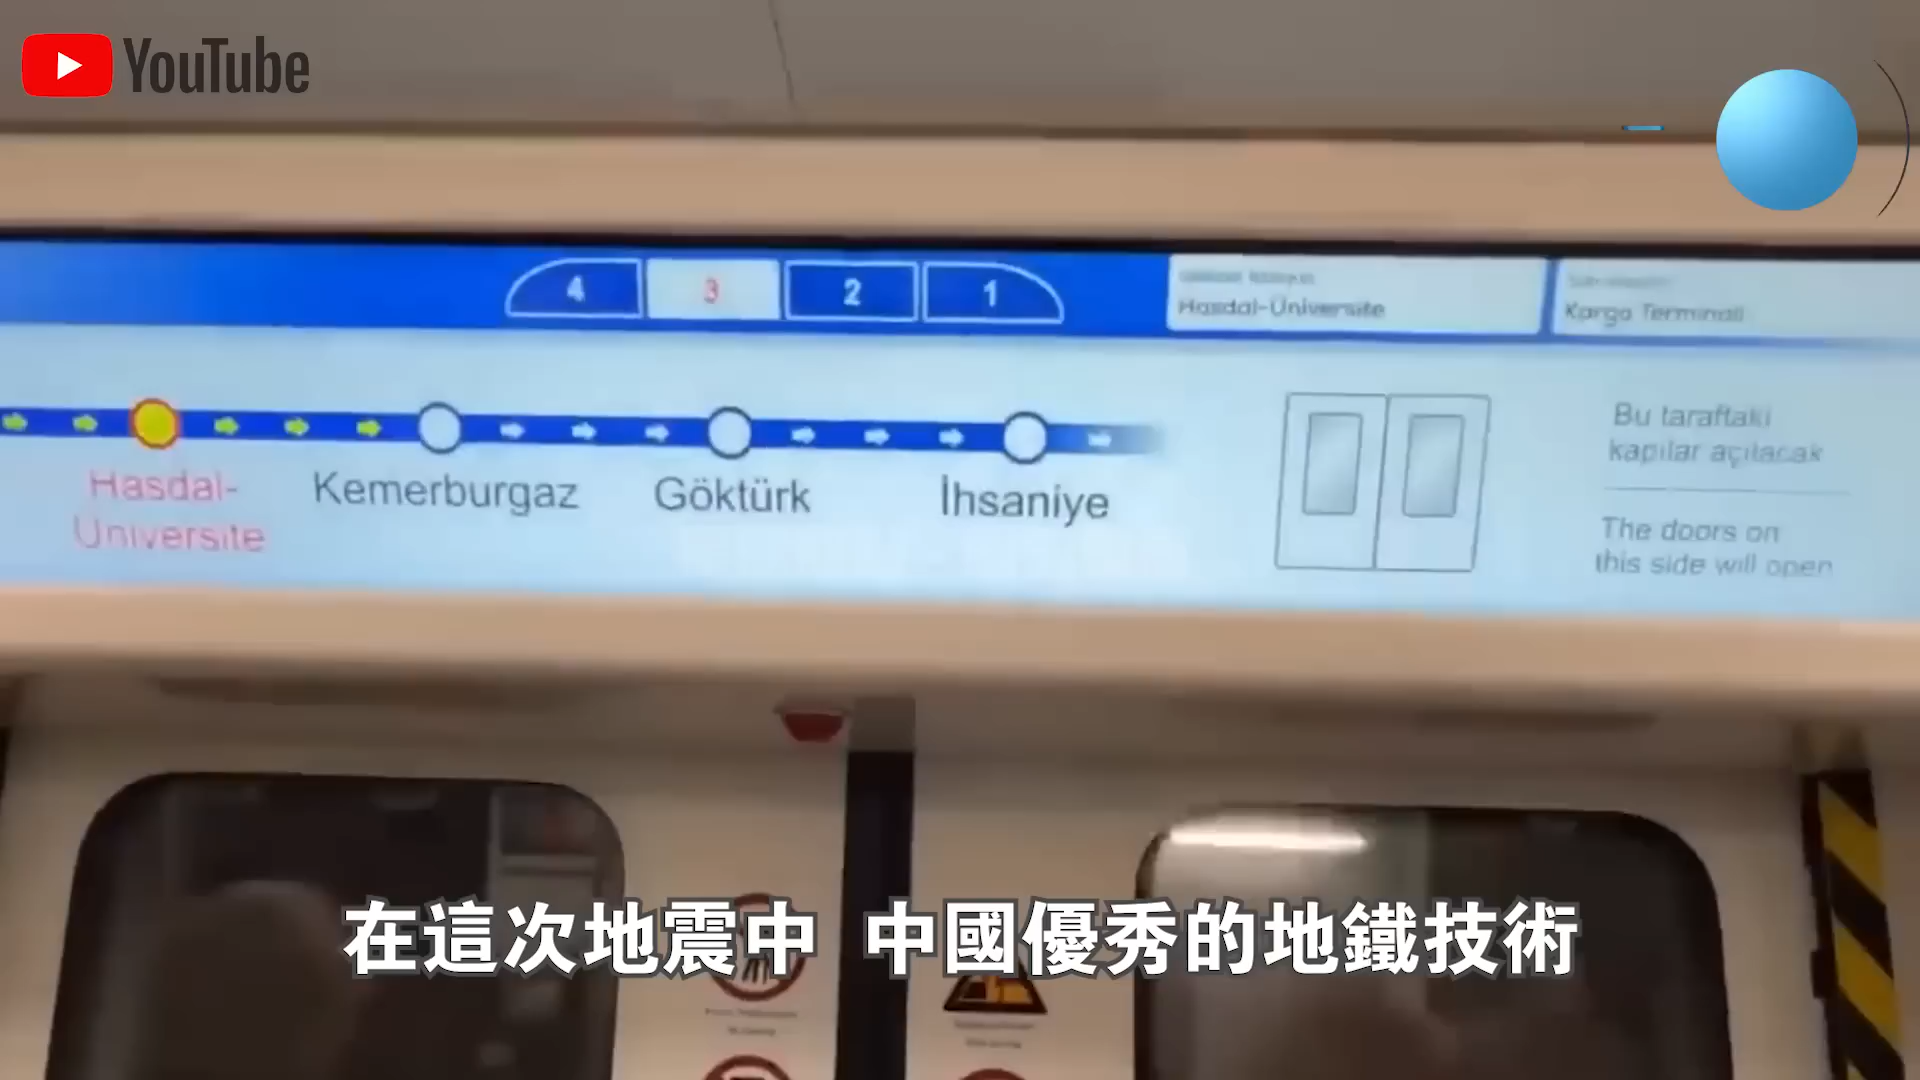 YouTube
4 3 2 1
Hasdal-Üniversite
Karga Terminali
Hasdal-
Üniversite
Kemerburgaz
Göktürk
İhsaniye
Bu taraftaki
kapılar açılacak
The doors on
this side will open
在這次地震中 中國優秀的地鐵技術